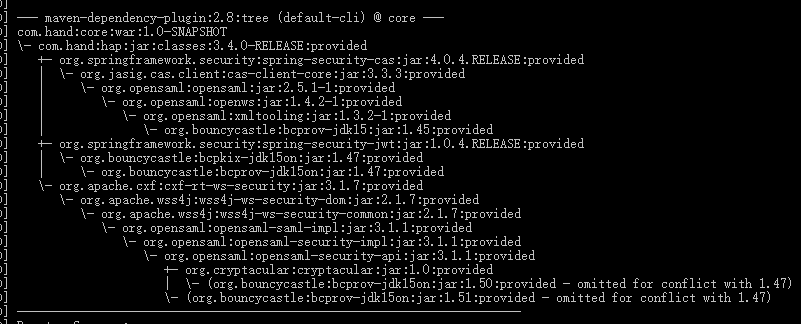 --- maven-dependency-plugin:2.8:tree (default-cli) @ core ---
com.hand:core:war:1.0-SNAPSHOT
\- com.hand:hap:jar:classes:3.4.0-RELEASE:provided
+- org.springframework.security:spring-security-cas:jar:4.0.4.RELEASE:provided
| \- org.jasig.cas.client:cas-client-core:jar:3.3.3:provided
| \- org.opensaml:opensaml:jar:2.5.1-1:provided
| \- org.opensaml:openws:jar:1.4.2-1:provided
| \- org.opensaml:xmltooling:jar:1.3.2-1:provided
| \- org.bouncycastle:bcprov-jdk15:jar:1.45:provided
+- org.springframework.security:spring-security-jwt:jar:1.0.4.RELEASE:provided
| \- org.bouncycastle:bcpkix-jdk15on:jar:1.47:provided
| \- org.bouncycastle:bcprov-jdk15on:jar:1.47:provided
\- org.apache.cxf:cxf-rt-ws-security:jar:3.1.7:provided
\- org.apache.wss4j:wss4j-ws-security-dom:jar:2.1.7:provided
\- org.apache.wss4j:wss4j-ws-security-common:jar:2.1.7:provided
\- org.opensaml:opensaml-saml-impl:jar:3.1.1:provided
\- org.opensaml:opensaml-security-impl:jar:3.1.1:provided
\- org.opensaml:opensaml-security-api:jar:3.1.1:provided
+- org.cryptacular:cryptacular:jar:1.0:provided
| \- (org.bouncycastle:bcprov-jdk15on:jar:1.50:provided - omitted for conflict with 1.47)
\- (org.bouncycastle:bcprov-jdk15on:jar:1.51:provided - omitted for conflict with 1.47)